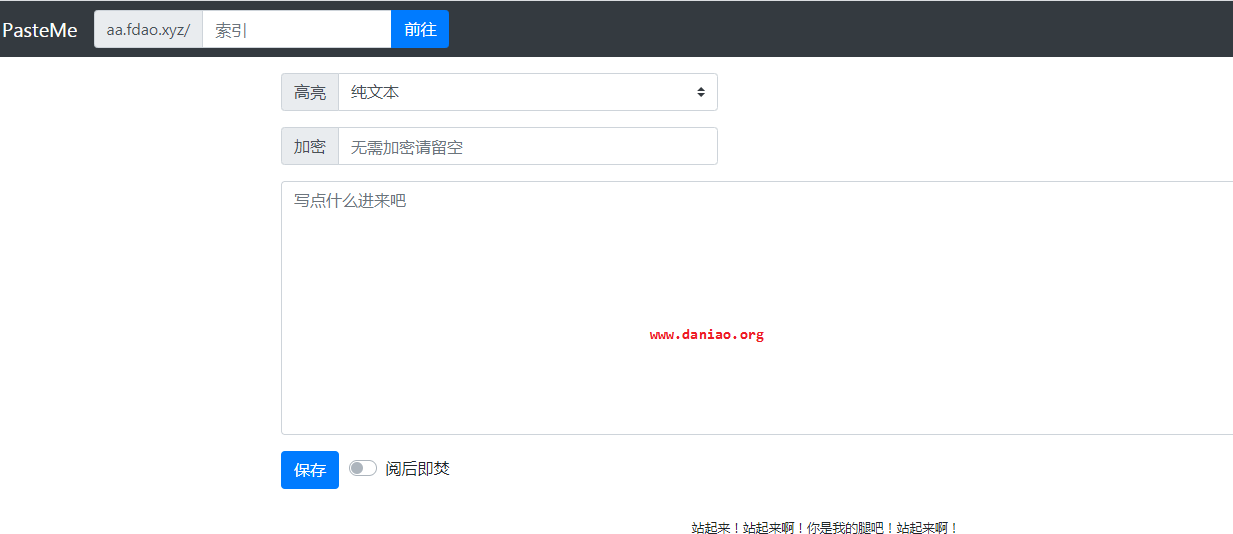 PasteMe aa.fdao.xyz/ 索引 前往
高亮 纯文本
加密 无需加密请留空
写点什么进来吧
www.daniao.org
保存 阅后即焚
站起来！站起来啊！你是我的腿吧！站起来啊！